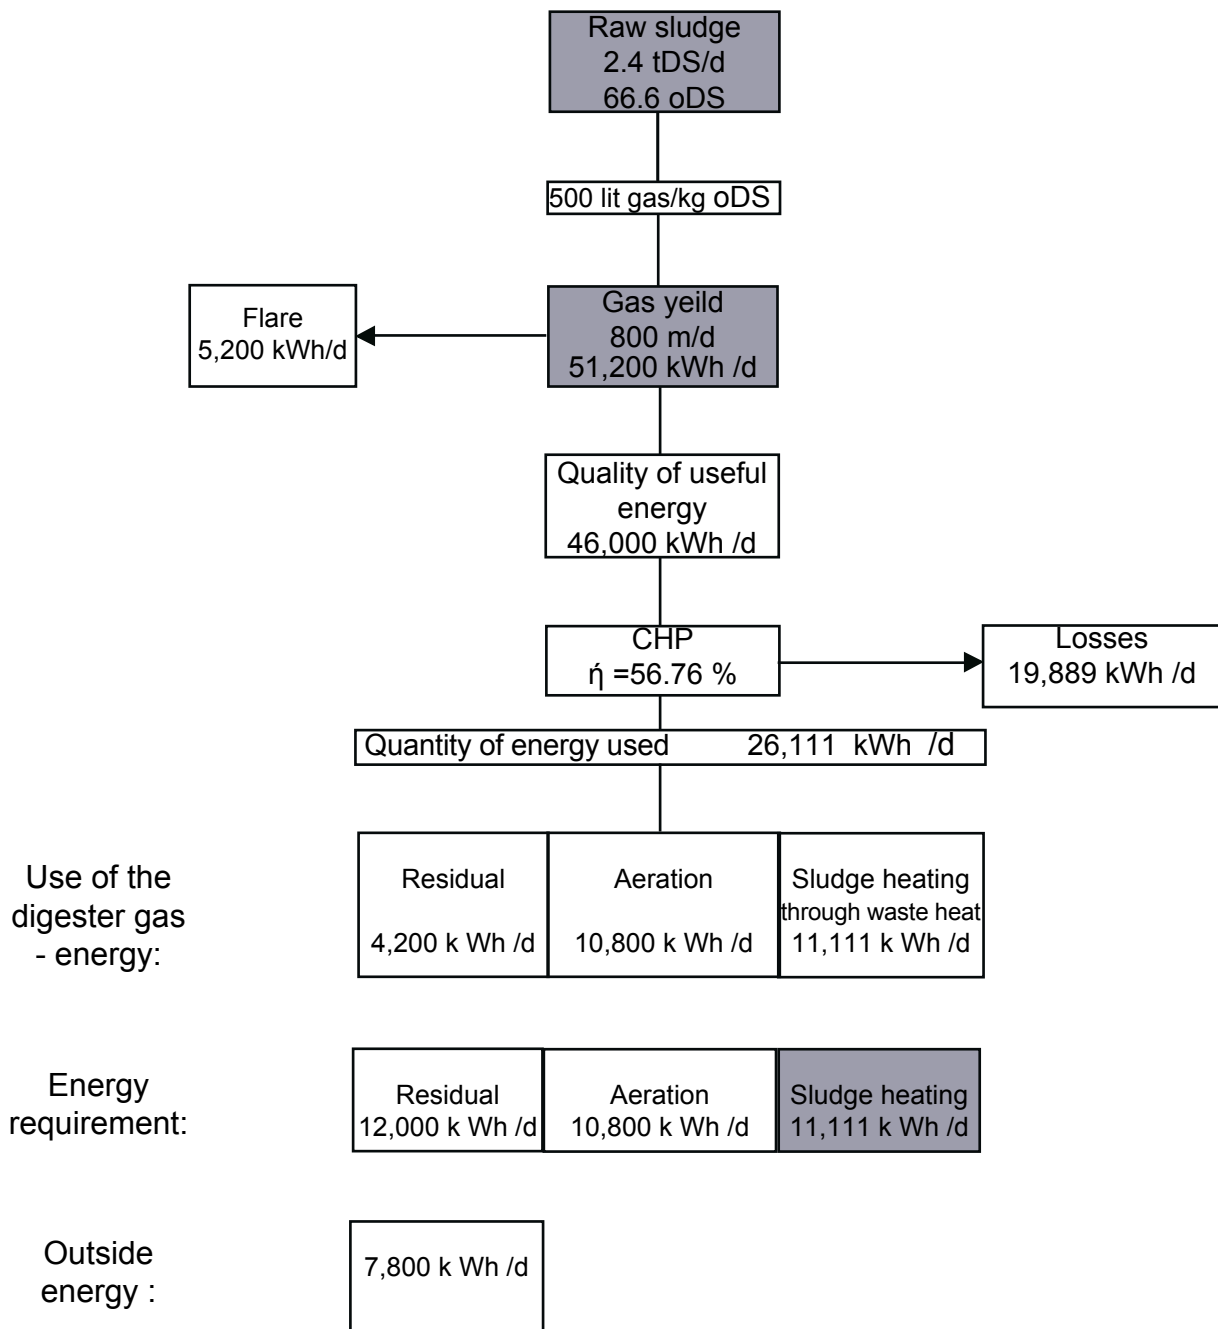 Raw sludge
2.4 tDS/d
66.6 oDS
500 lit gas/kg oDS
Flare
5,200 kWh/d
Gas yeild
800 m/d
51,200 kWh /d
Quality of useful
energy
46,000 kWh /d
CHP
ή =56.76 %
Losses
19,889 kWh /d
Quantity of energy used 26,111 kWh /d
Use of the
digester gas
- energy:
Residual
4,200 k Wh /d
Aeration
10,800 k Wh /d
Sludge heating
through waste heat
11,111 k Wh /d
Energy
requirement:
Residual
12,000 k Wh /d
Aeration
10,800 k Wh /d
Sludge heating
11,111 k Wh /d
Outside
energy :
7,800 k Wh /d